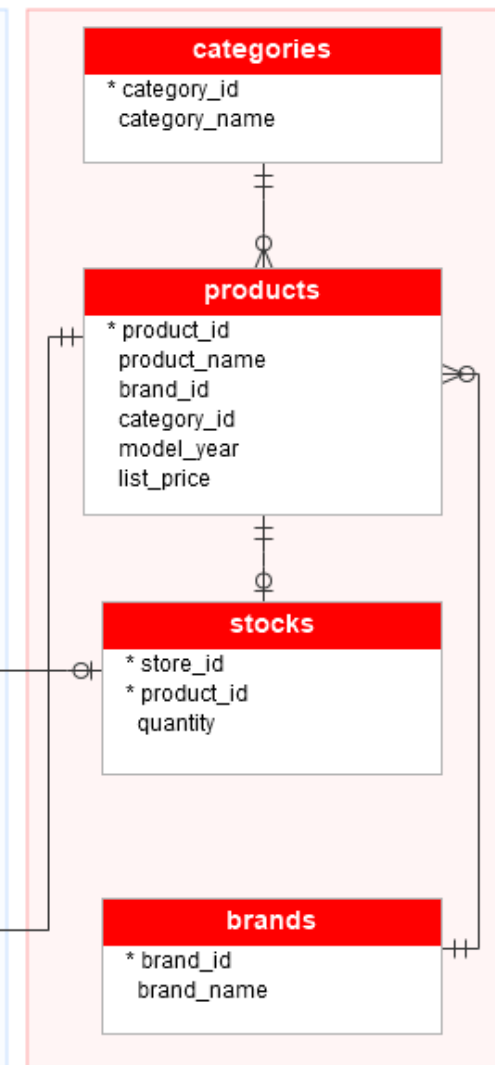 categories
* category_id
category_name
products
* product_id
product_name
brand_id
category_id
model_year
list_price
stocks
* store_id
* product_id
quantity
brands
* brand_id
brand_name